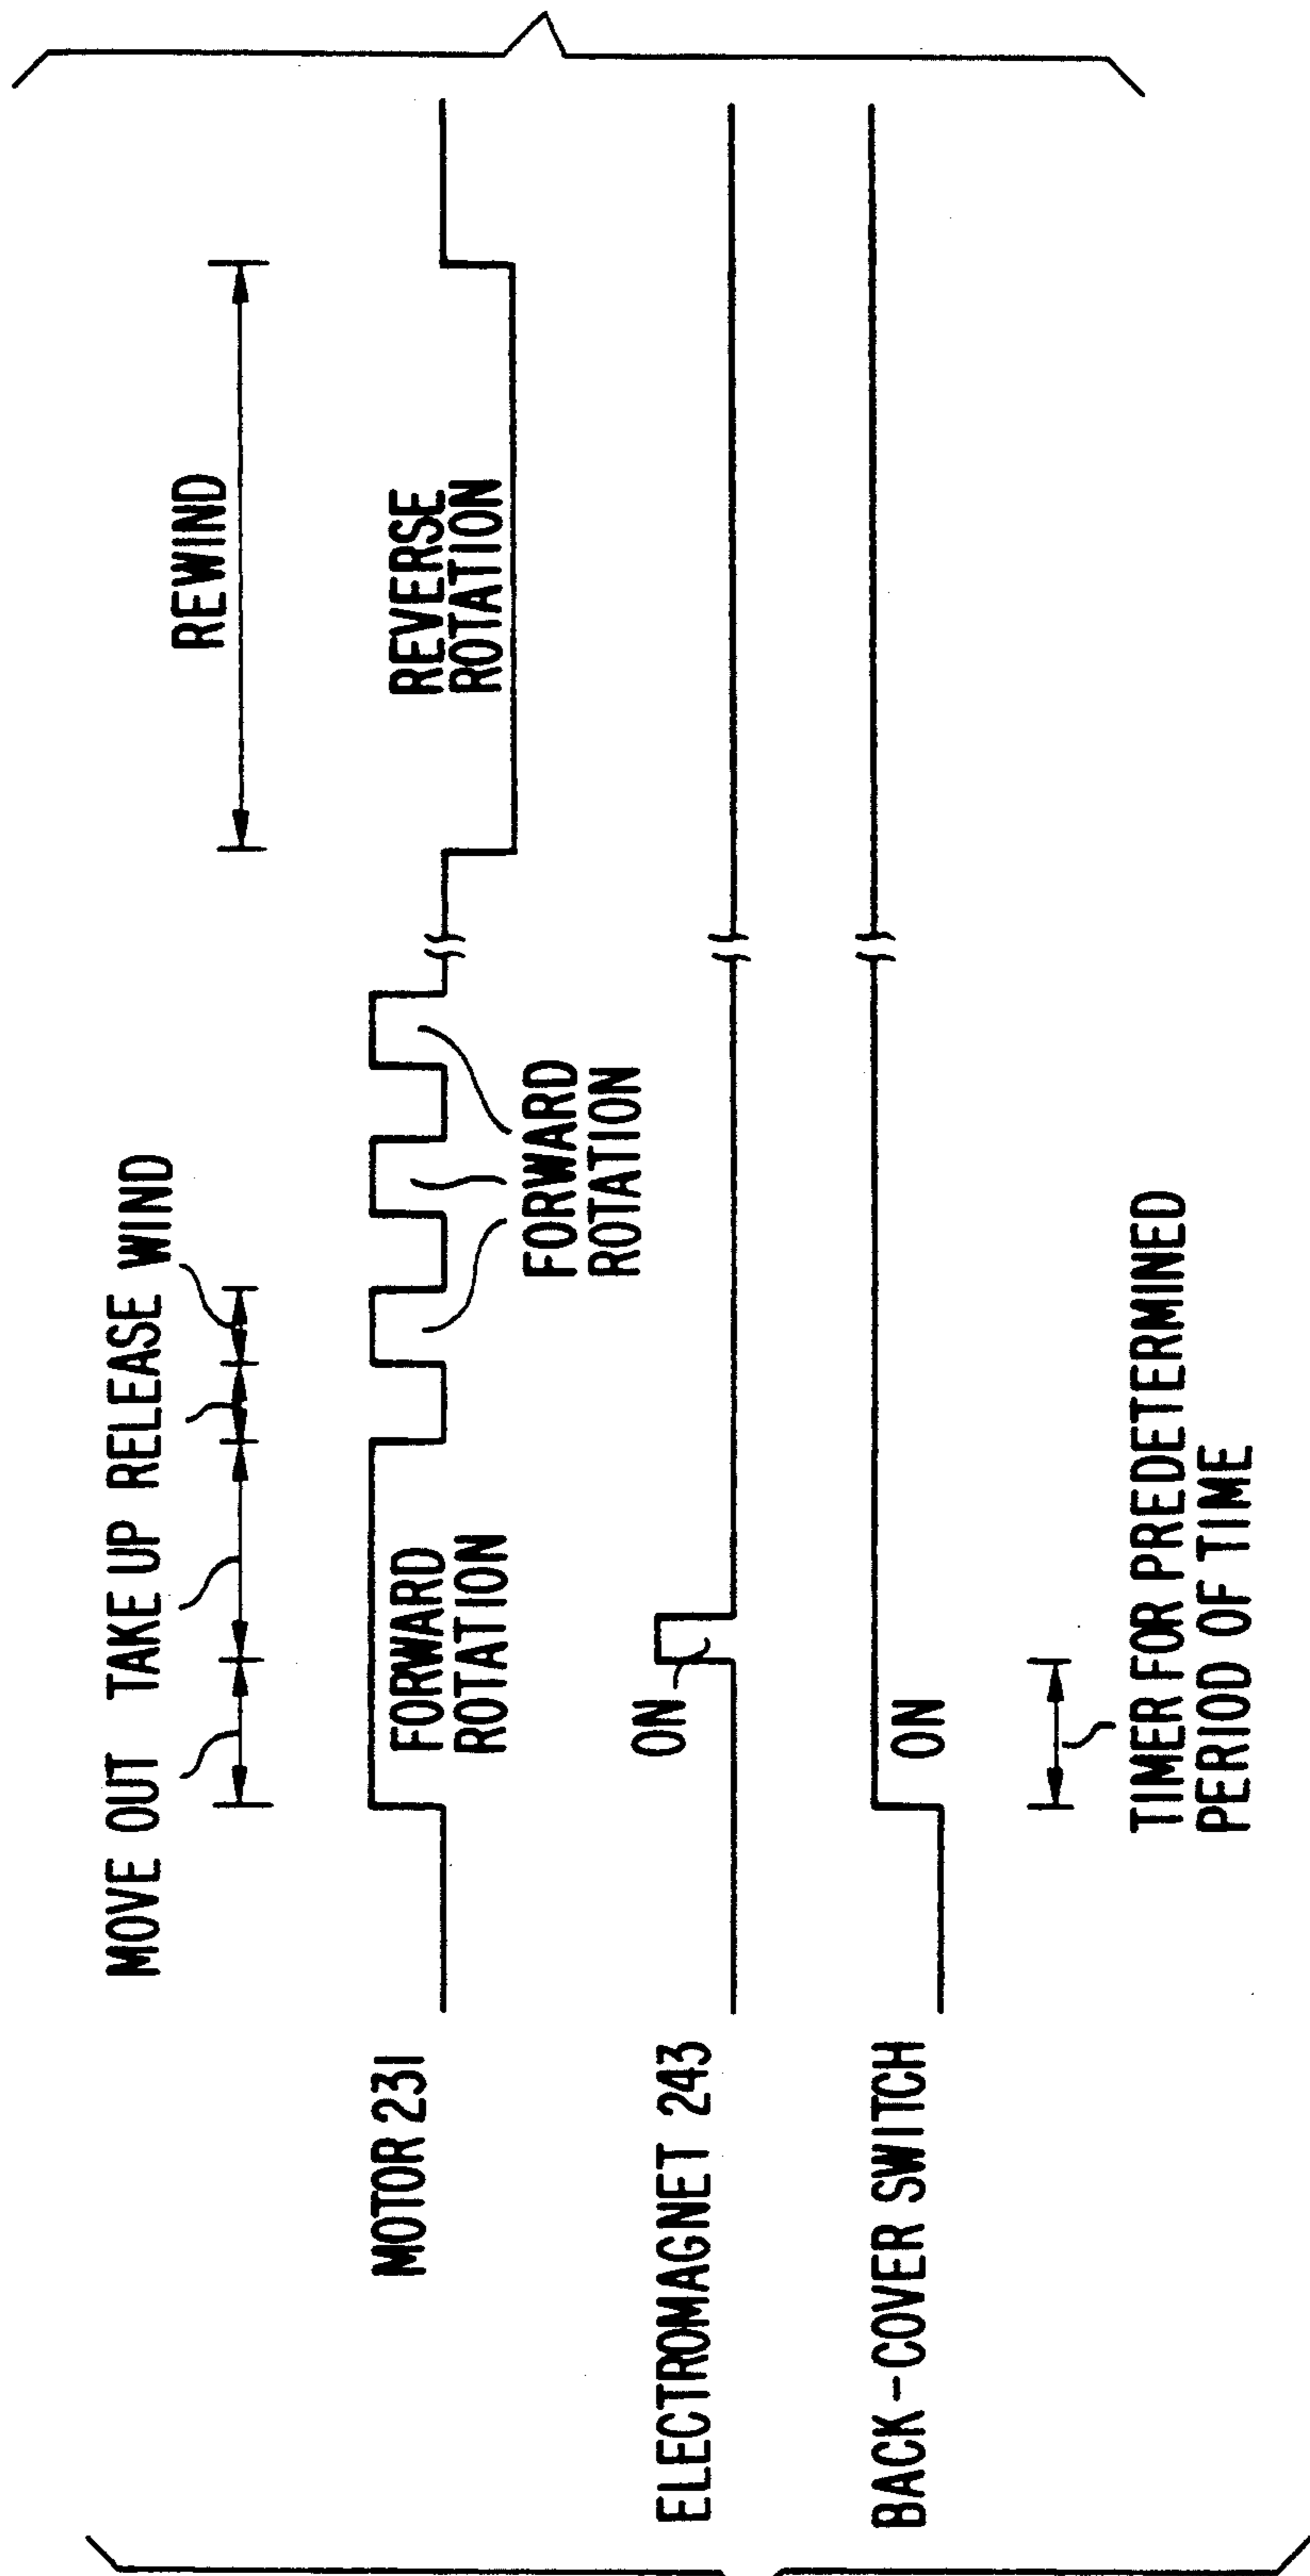 MOVE OUT TAKE UP RELEASE WIND
REWIND
MOTOR 231
FORWARD
ROTATION
FORWARD
ROTATION
REVERSE
ROTATION
ELECTROMAGNET 243
ON
BACK-COVER SWITCH
ON
TIMER FOR PREDETERMINED
PERIOD OF TIME